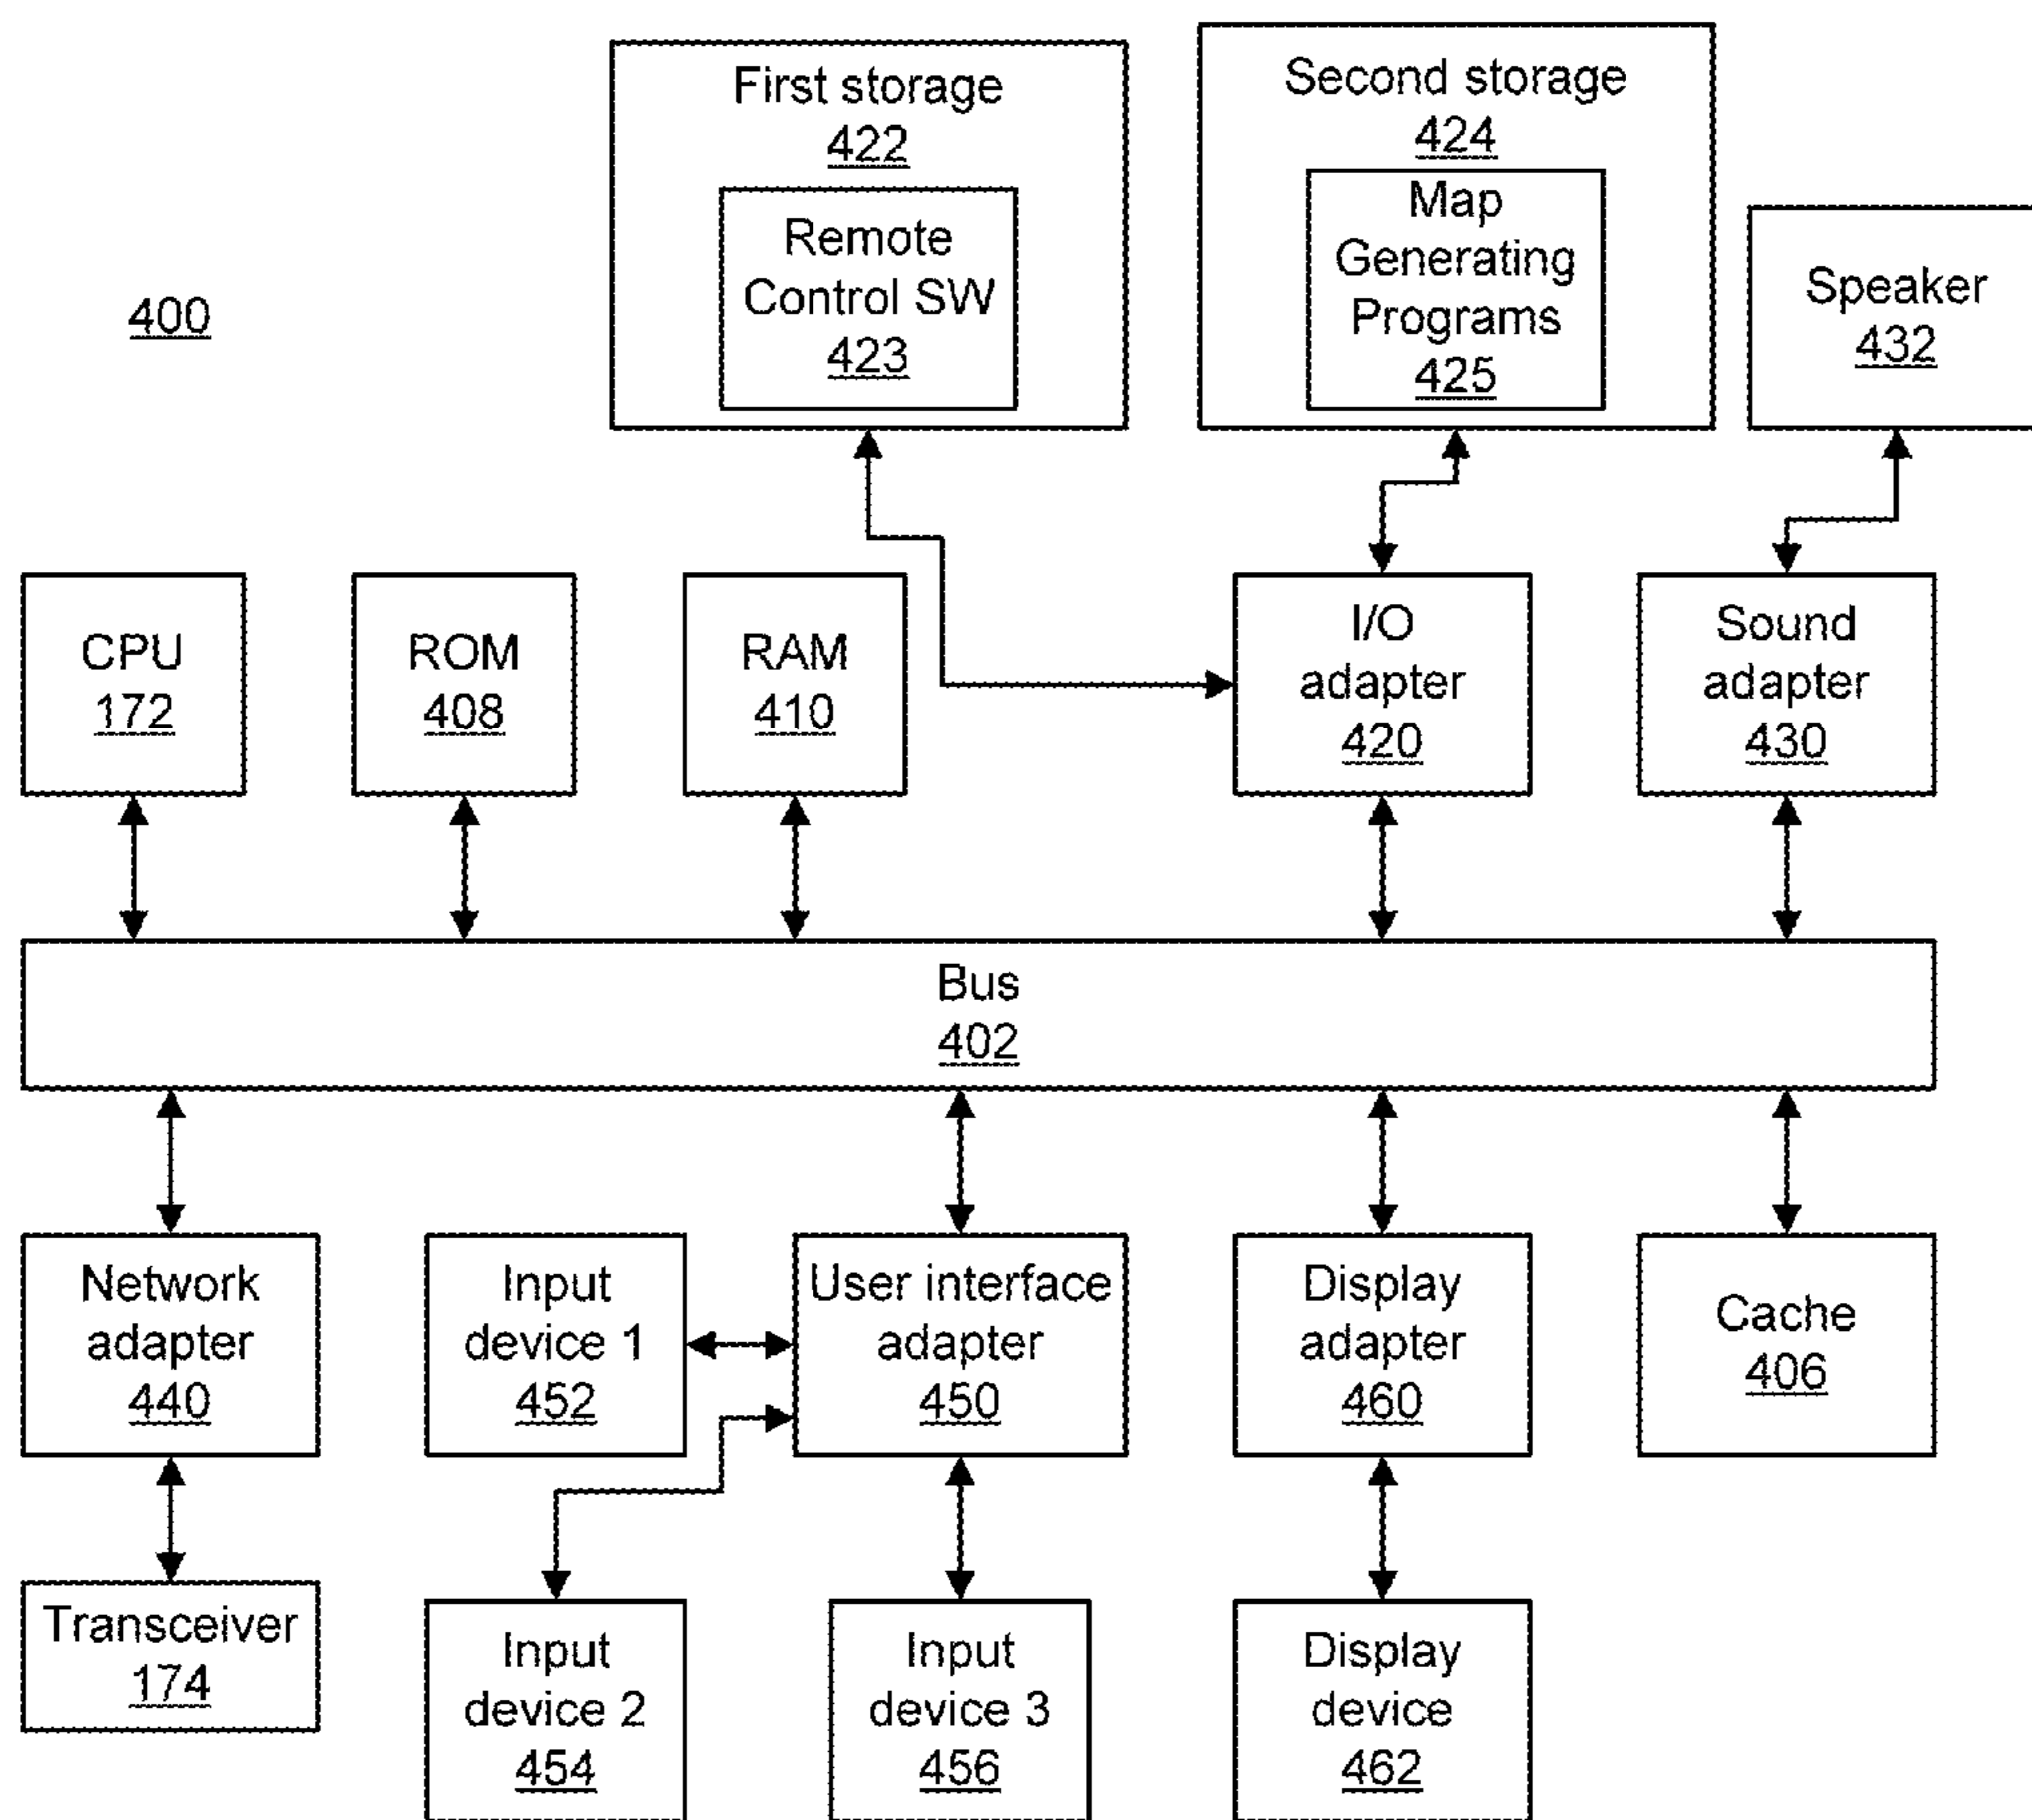 First storage
422
Remote
Control SW
423
Second storage
424
Map
Generating
Programs
425
Speaker
432
400
CPU
172
ROM
408
RAM
410
I/O
adapter
420
Sound
adapter
430
Bus
402
Network
adapter
440
Input
device 1
452
User interface
adapter
450
Display
adapter
460
Cache
406
Transceiver
174
Input
device 2
454
Input
device 3
456
Display
device
462